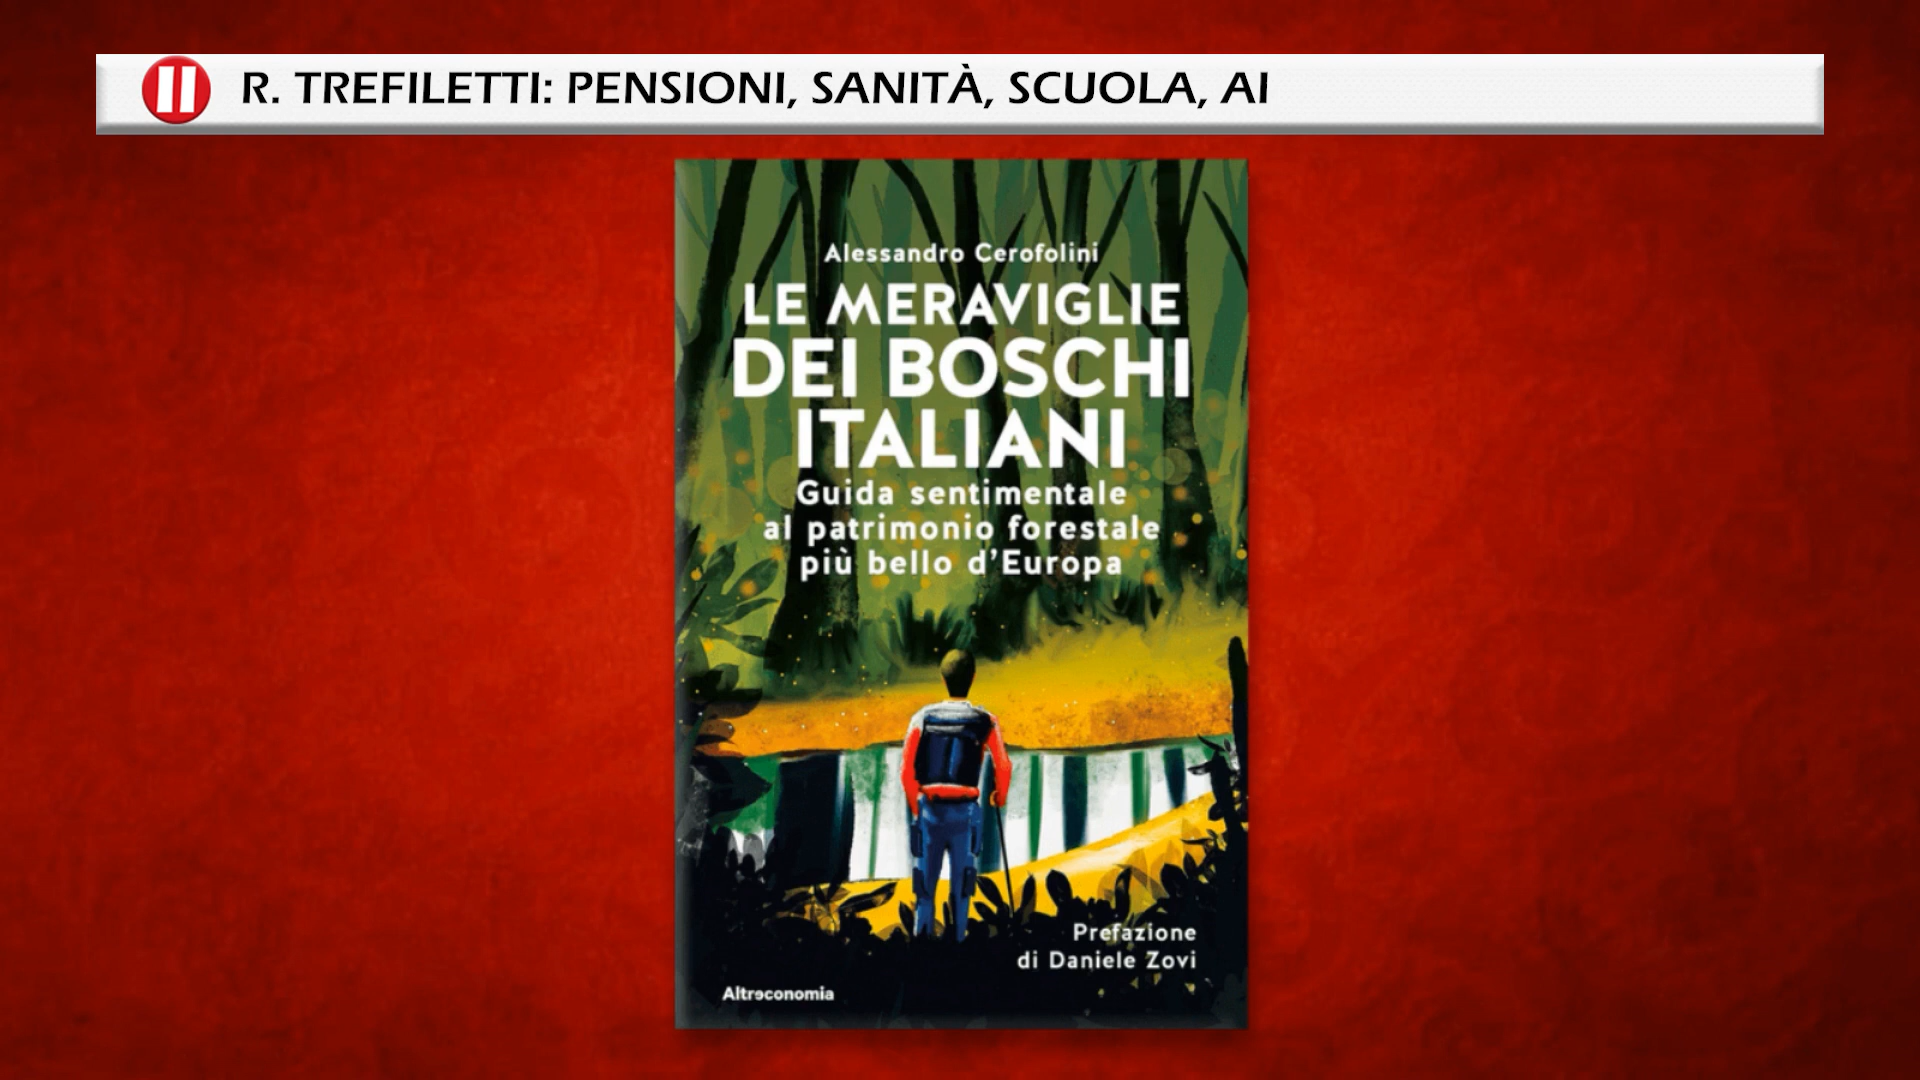 R. TREFILETTI: PENSIONI, SANITÀ, SCUOLA, AI
Alessandro Cerofolini
LE MERAVIGLIE
DEI BOSCHI
ITALIANI
Guida sentimentale
al patrimonio forestale
più bello d'Europa
Prefazione
di Daniele Zovi
Altreconomia